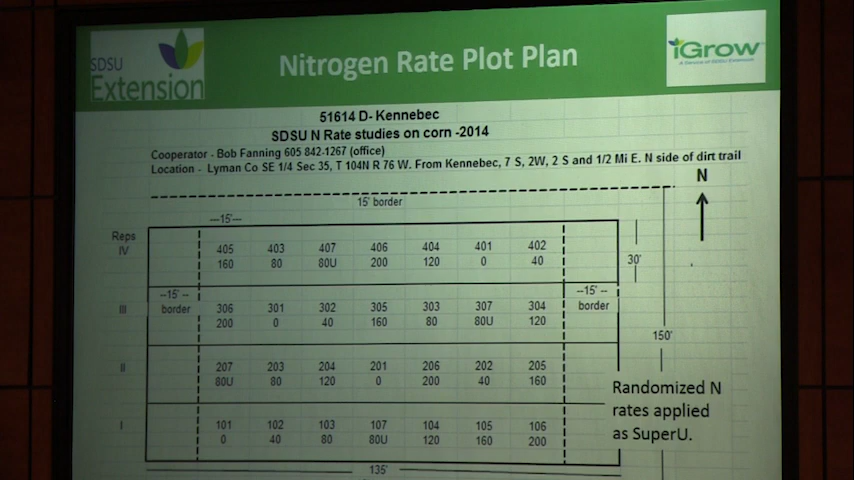 SDSU
Extension
Nitrogen Rate Plot Plan
iGrow
A Service of SDSU Extension
51614 D- Kennebec
SDSU N Rate studies on corn -2014
Cooperator - Bob Fanning 605 842-1267 (office)
Location - Lyman Co SE 1/4 Sec 35, T 104N R 76 W. From Kennebec, 7 S, 2W, 2 S and 1/2 Mi E. N side of dirt trail
N
15' border
---15'---
Reps
IV 405 403 407 406 404 401 402
160 80 80U 200 120 0 40
30'
--15' -- --15' --
border border
III 306 301 302 305 303 307 304
200 0 40 160 80 80U 120
150'
II 207 203 204 201 206 202 205
80U 80 120 0 200 40 160
Randomized N
rates applied
as SuperU.
I 101 102 103 107 104 105 106
0 40 80 80U 120 160 200
135'